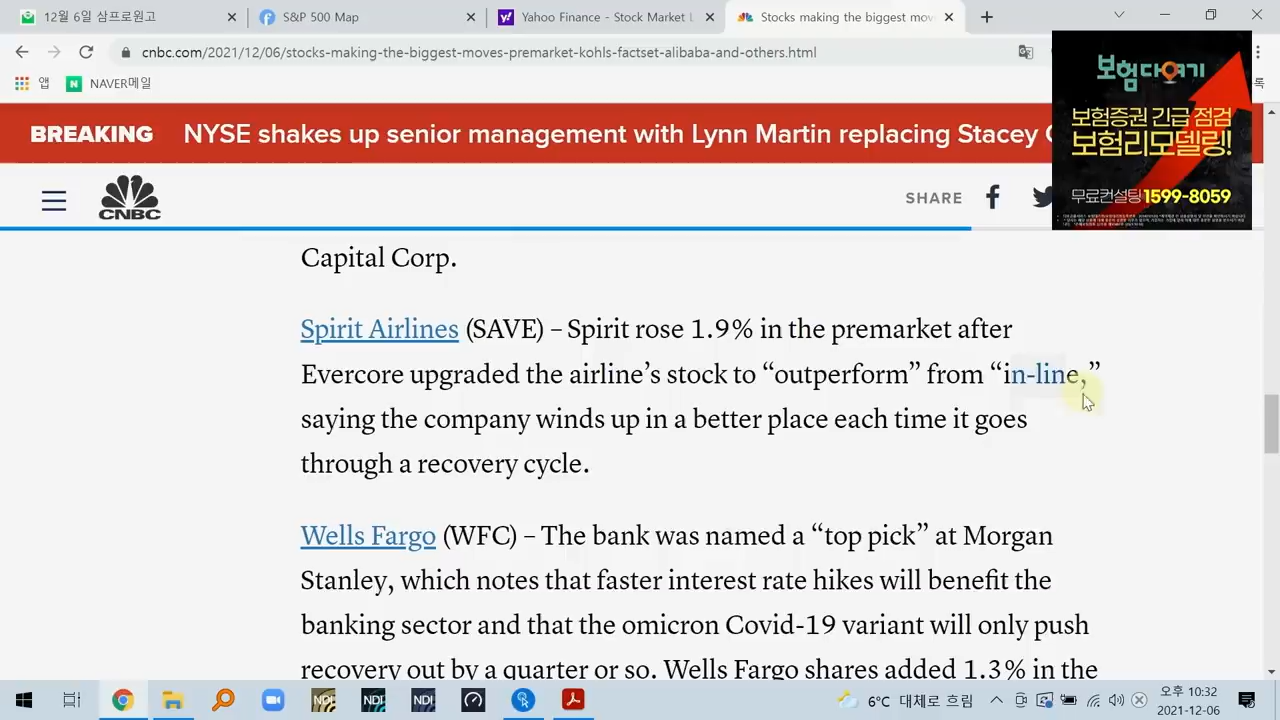 12월 6일 삼프로원고
S&P 500 Map
Yahoo Finance - Stock Market L
Stocks making the biggest mov
cnbc.com/2021/12/06/stocks-making-the-biggest-moves-premarket-kohls-factset-alibaba-and-others.html
앱
NAVER메일
록
보험다여기
보험증권 긴급 점검
보험리모델링!
무료컨설팅 1599-8059
BREAKING NYSE shakes up senior management with Lynn Martin replacing Stacey
CNBC
SHARE
Capital Corp.
Spirit Airlines (SAVE) – Spirit rose 1.9% in the premarket after
Evercore upgraded the airline’s stock to “outperform” from “in-line,”
saying the company winds up in a better place each time it goes
through a recovery cycle.
Wells Fargo (WFC) – The bank was named a “top pick” at Morgan
Stanley, which notes that faster interest rate hikes will benefit the
banking sector and that the omicron Covid-19 variant will only push
recovery out by a quarter or so. Wells Fargo shares added 1.3% in the
6°C 대체로 흐림
오후 10:32
2021-12-06